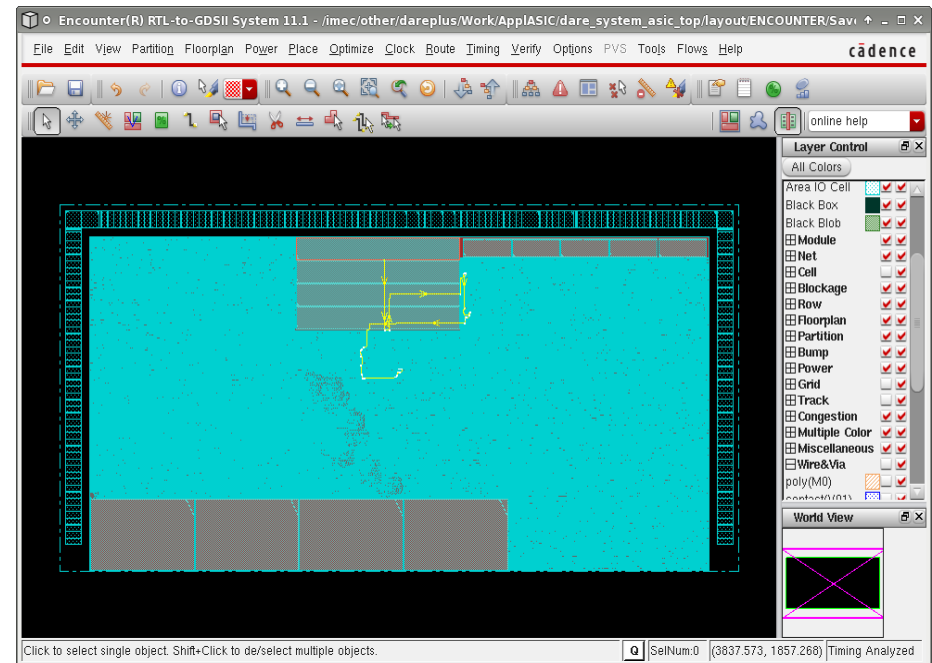 Encounter(R) RTL-to-GDSII System 11.1 - /imec/other/dareplus/Work/ApplASIC/dare_system_asic_top/layout/ENCOUNTER/Save
File Edit View Partition Floorplan Power Place Optimize Clock Route Timing Verify Options PVS Tools Flows Help
cādence
online help
Layer Control
All Colors
Area IO Cell
Black Box
Black Blob
Module
Net
Cell
Blockage
Row
Floorplan
Partition
Bump
Power
Grid
Track
Congestion
Multiple Color
Miscellaneous
Wire&Via
poly(M0)
contact()(01)
World View
Click to select single object. Shift+Click to de/select multiple objects.
Q SelNum:0 (3837.573, 1857.268) Timing Analyzed